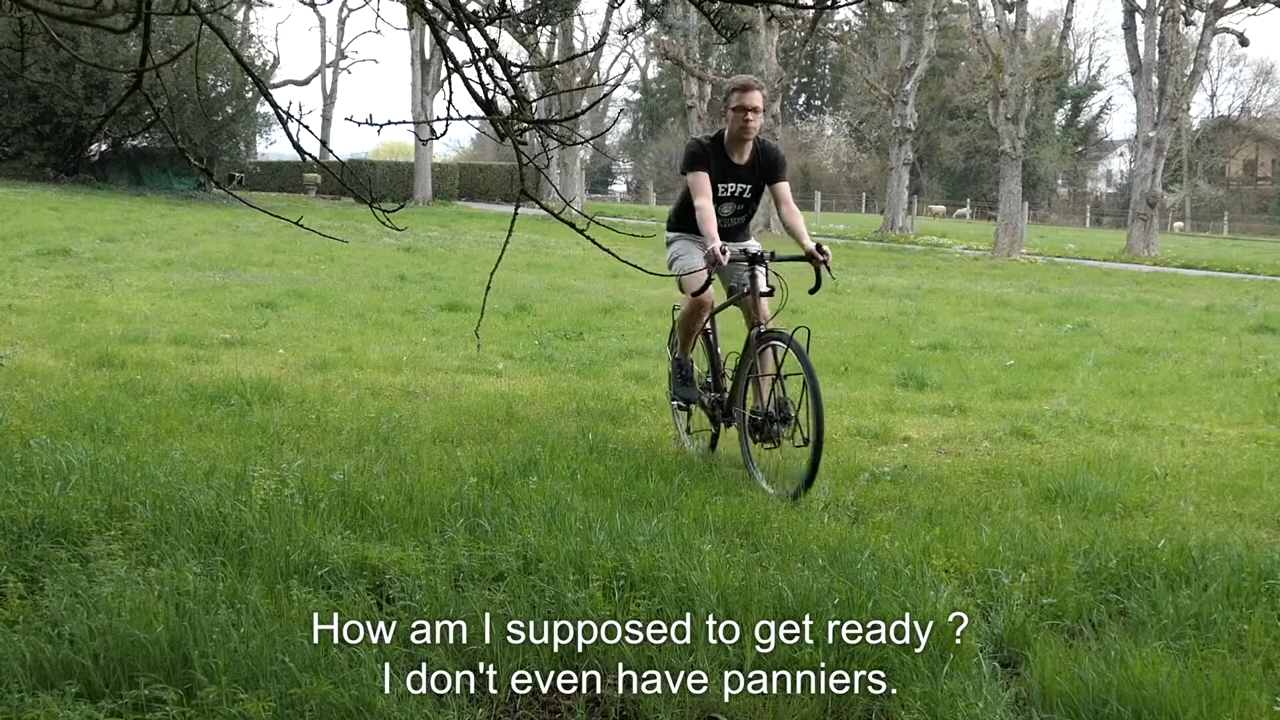 EPFL
How am I supposed to get ready ?
I don't even have panniers.